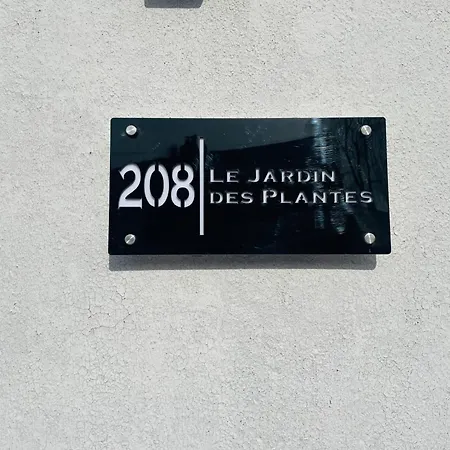 208
LE JARDIN
DES PLANTES